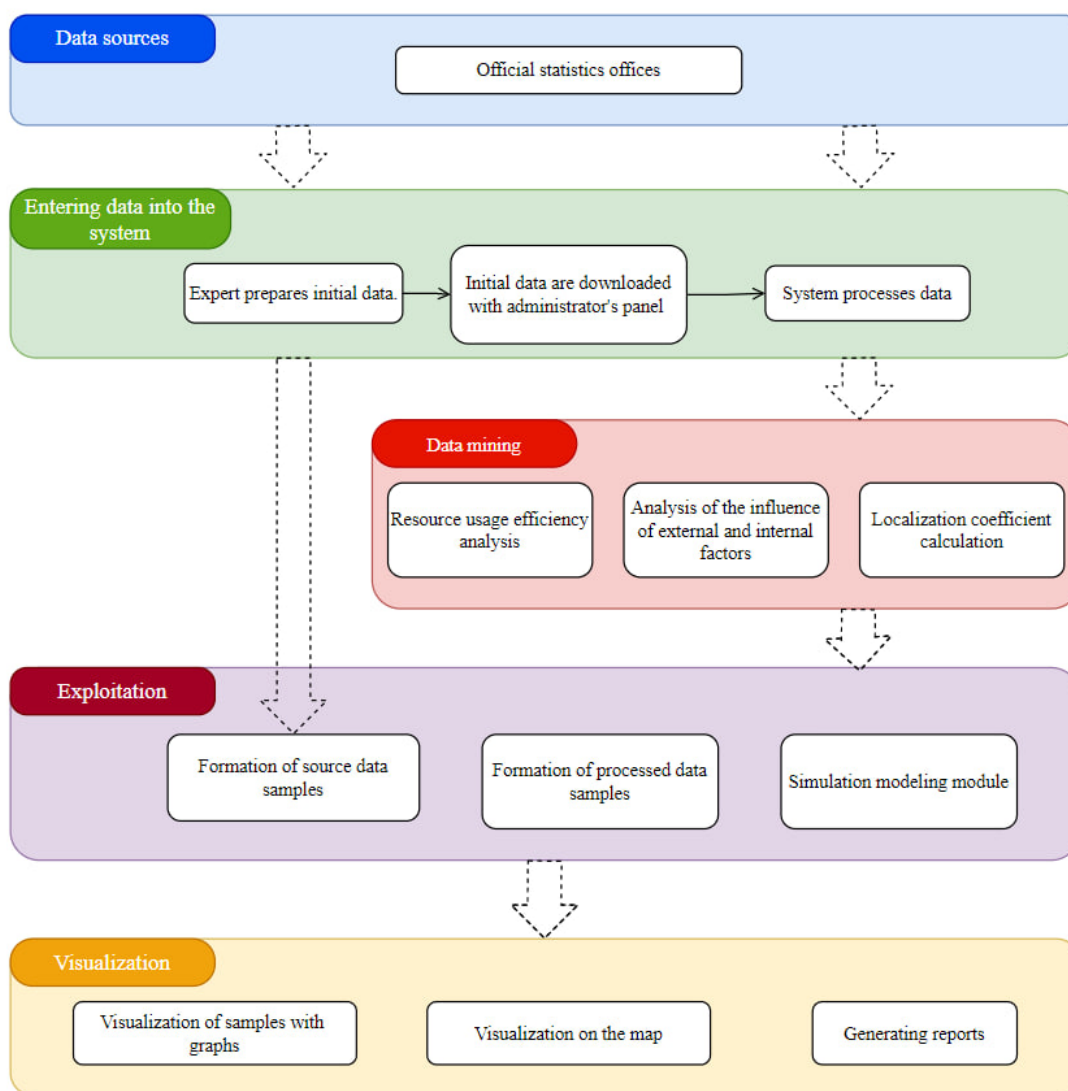 Data sources
Official statistics offices
Entering data into the
system
Expert prepares initial data.
Initial data are downloaded
with administrator's panel
System processes data
Data mining
Resource usage efficiency
analysis
Analysis of the influence
of external and internal
factors
Localization coefficient
calculation
Exploitation
Formation of source data
samples
Formation of processed data
samples
Simulation modeling module
Visualization
Visualization of samples with
graphs
Visualization on the map
Generating reports